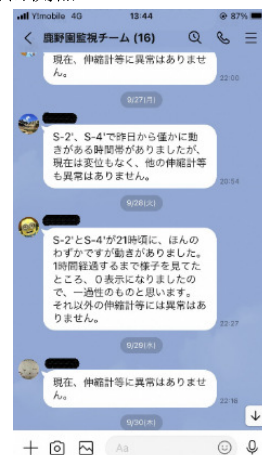 Y!mobile 4G 13:44 87%
鹿野園監視チーム (16)
現在、伸縮計等に異常はありませ
ん。
22:00
9/27(月)
S-2'、S-4'で昨日から僅かに動
きがある時間帯がありましたが、
現在は変位もなく、他の伸縮計等
も異常はありません。
20:54
9/28(火)
S-2'とS-4'が21時頃に、ほんの
わずかですが動きがありました。
1時間経過するまで様子を見てた
ところ、0表示になりましたの
で、一過性のものと思います。
それ以外の伸縮計等には異常はあ
りません。
23:27
9/29(水)
現在、伸縮計等に異常はありませ
ん。
22:16
9/30(木)
Aa